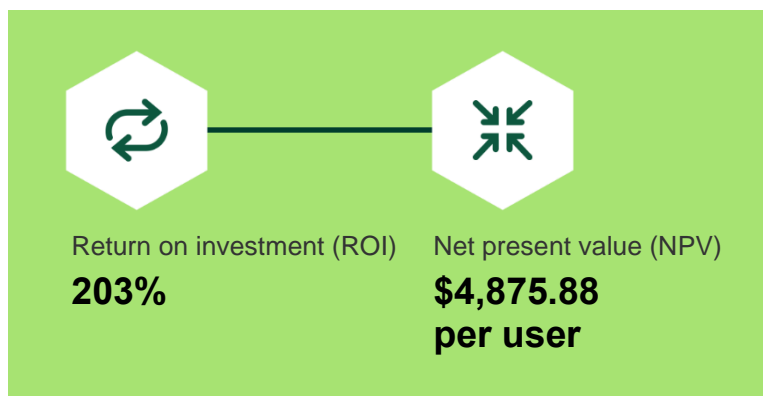 Return on investment (ROI)
203%
Net present value (NPV)
$4,875.88
per user